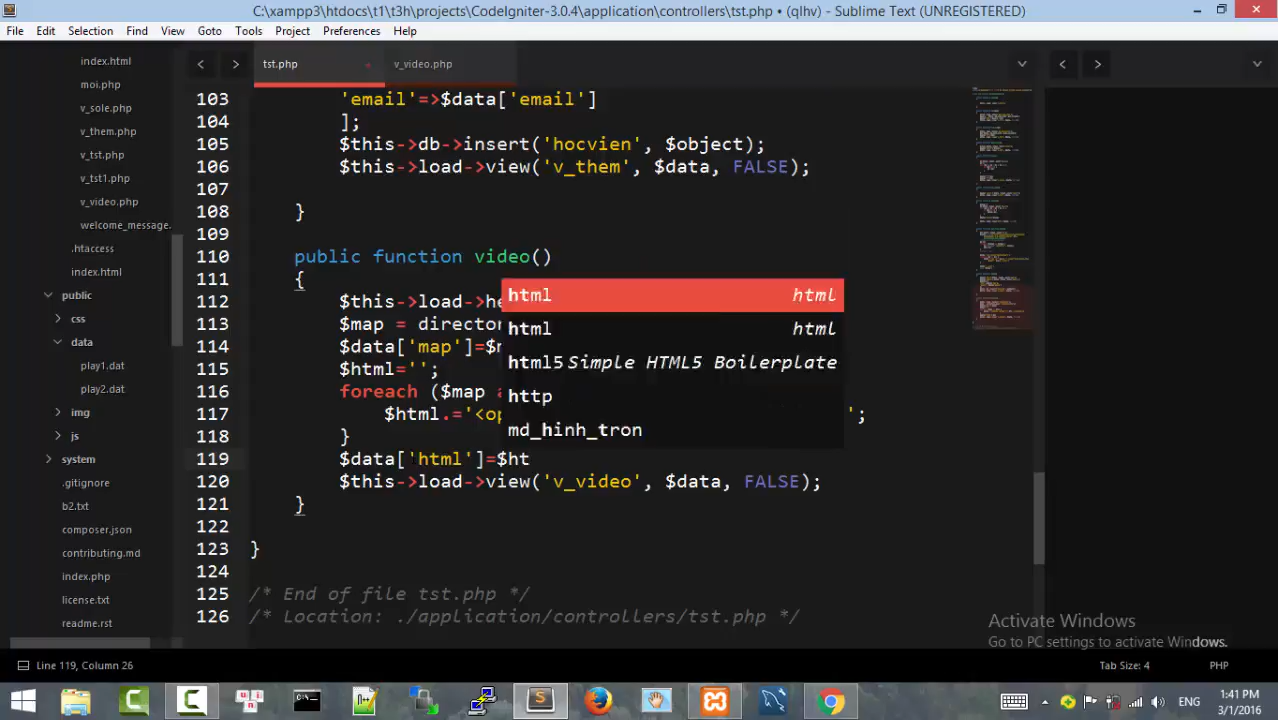 C:\xampp3\htdocs\t1\t3h\projects\CodeIgniter-3.0.4\application\controllers\tst.php • (qlhv) - Sublime Text (UNREGISTERED)
File Edit Selection Find View Goto Tools Project Preferences Help
index.html
moi.php
v_sole.php
v_them.php
v_tst.php
v_tst1.php
v_video.php
welcome_message.
.htaccess
index.html
public
css
data
play1.dat
play2.dat
img
js
system
.gitignore
b2.txt
composer.json
contributing.md
index.php
license.txt
readme.rst
tst.php v_video.php
103 'email'=>$data['email']
104 ];
105 $this->db->insert('hocvien', $object);
106 $this->load->view('v_them', $data, FALSE);
107
108 }
109
110 public function video()
111 {
112 $this->load->he
113 $map = director
114 $data['map']=$m
115 $html='';
116 foreach ($map a
117 $html.='<op ';
118 }
119 $data['html']=$ht
120 $this->load->view('v_video', $data, FALSE);
121 }
122
123 }
124
125 /* End of file tst.php */
126 /* Location: ./application/controllers/tst.php */
html html
html html
html5 Simple HTML5 Boilerplate
http
md_hinh_tron
Activate Windows
Go to PC settings to activate Windows.
Line 119, Column 26 Tab Size: 4 PHP
ENG
1:41 PM
3/1/2016